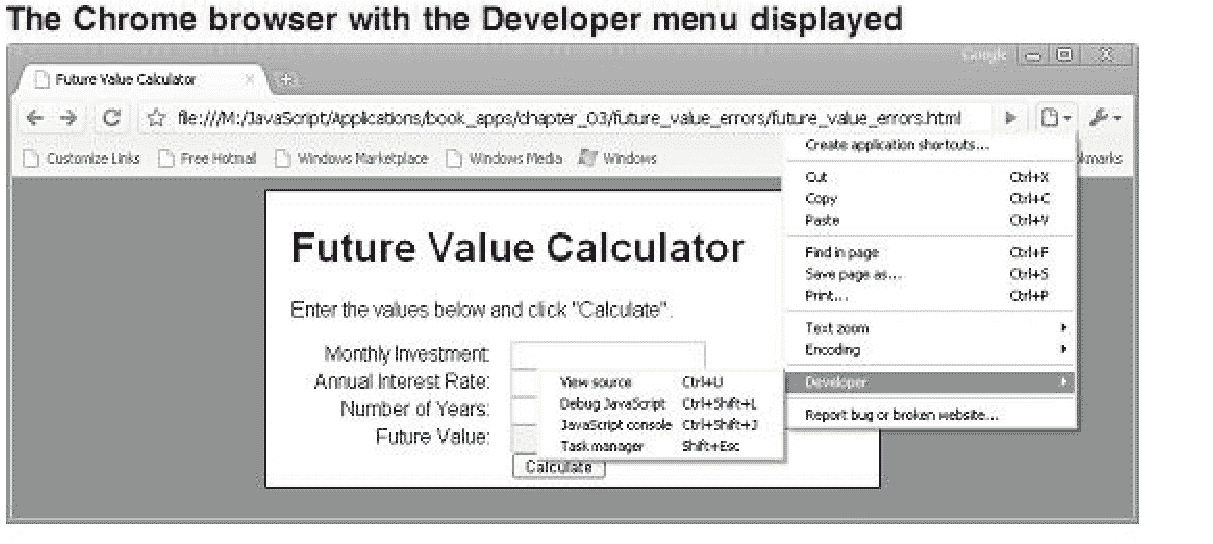 The Chrome browser with the Developer menu displayed
Google
Future Value Calculator
file:///M:/JavaScript/Applications/book_apps/chapter_03/future_value_errors/future_value_errors.html
Customize Links Free Hotmail Windows Marketplace Windows Media Windows
kmarks
Create application shortcuts...
Cut Ctrl+X
Copy Ctrl+C
Paste Ctrl+V
Find in page Ctrl+F
Save page as... Ctrl+S
Print... Ctrl+P
Text zoom
Encoding
Developer
Report bug or broken website...
View source Ctrl+U
Debug JavaScript Ctrl+Shift+L
JavaScript console Ctrl+Shift+J
Task manager Shift+Esc
Future Value Calculator
Enter the values below and click "Calculate".
Monthly Investment:
Annual Interest Rate:
Number of Years:
Future Value:
Calculate